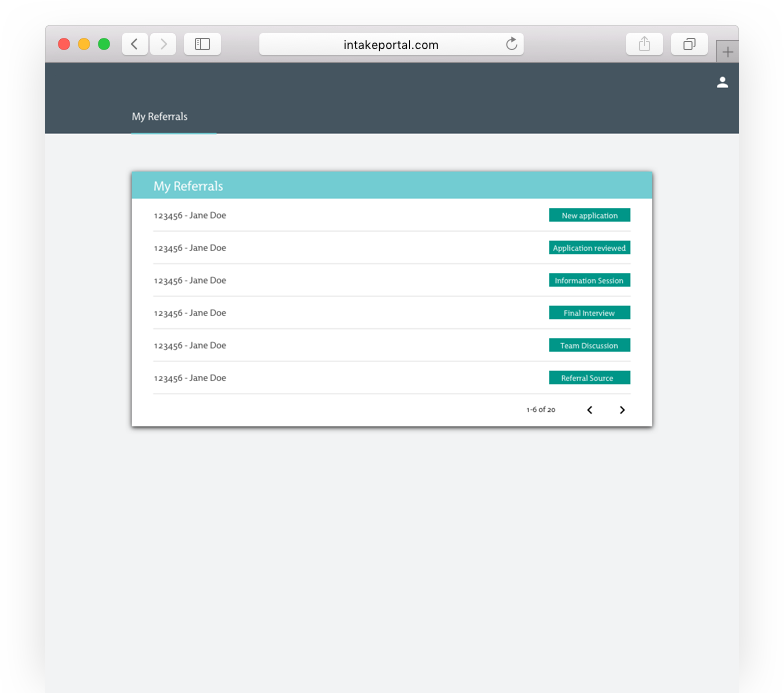 intakeportal.com
My Referrals
My Referrals
123456 - Jane Doe New application
123456 - Jane Doe Application reviewed
123456 - Jane Doe Information Session
123456 - Jane Doe Final Interview
123456 - Jane Doe Team Discussion
123456 - Jane Doe Referral Source
1-6 of 20